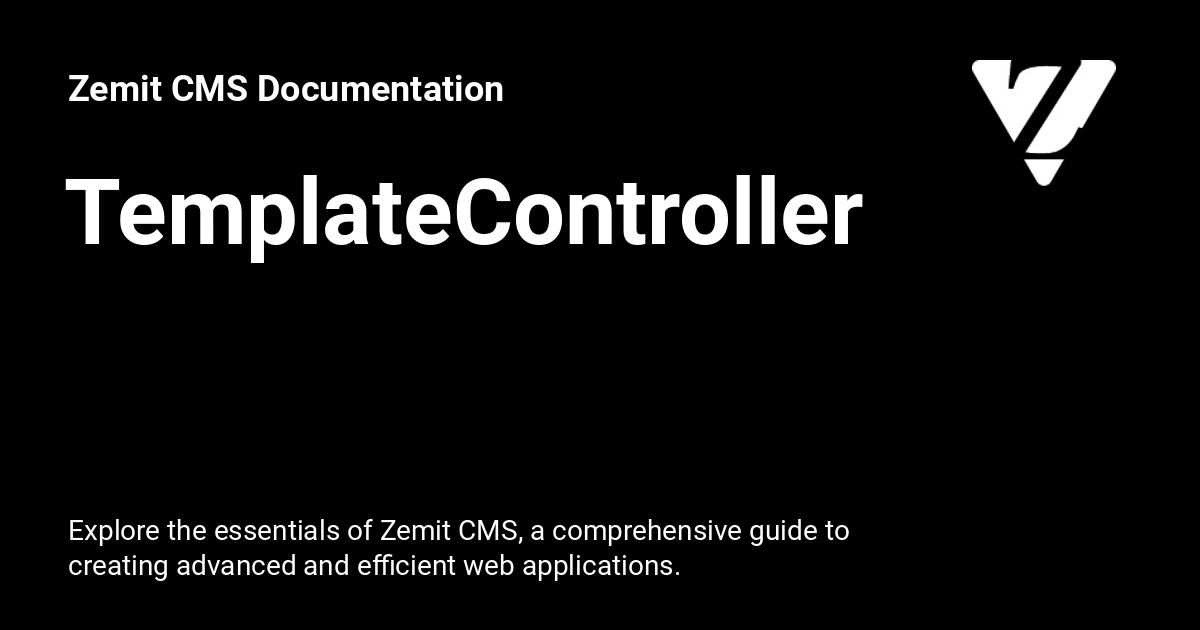 Zemit CMS Documentation
TemplateController
Explore the essentials of Zemit CMS, a comprehensive guide to
creating advanced and efficient web applications.